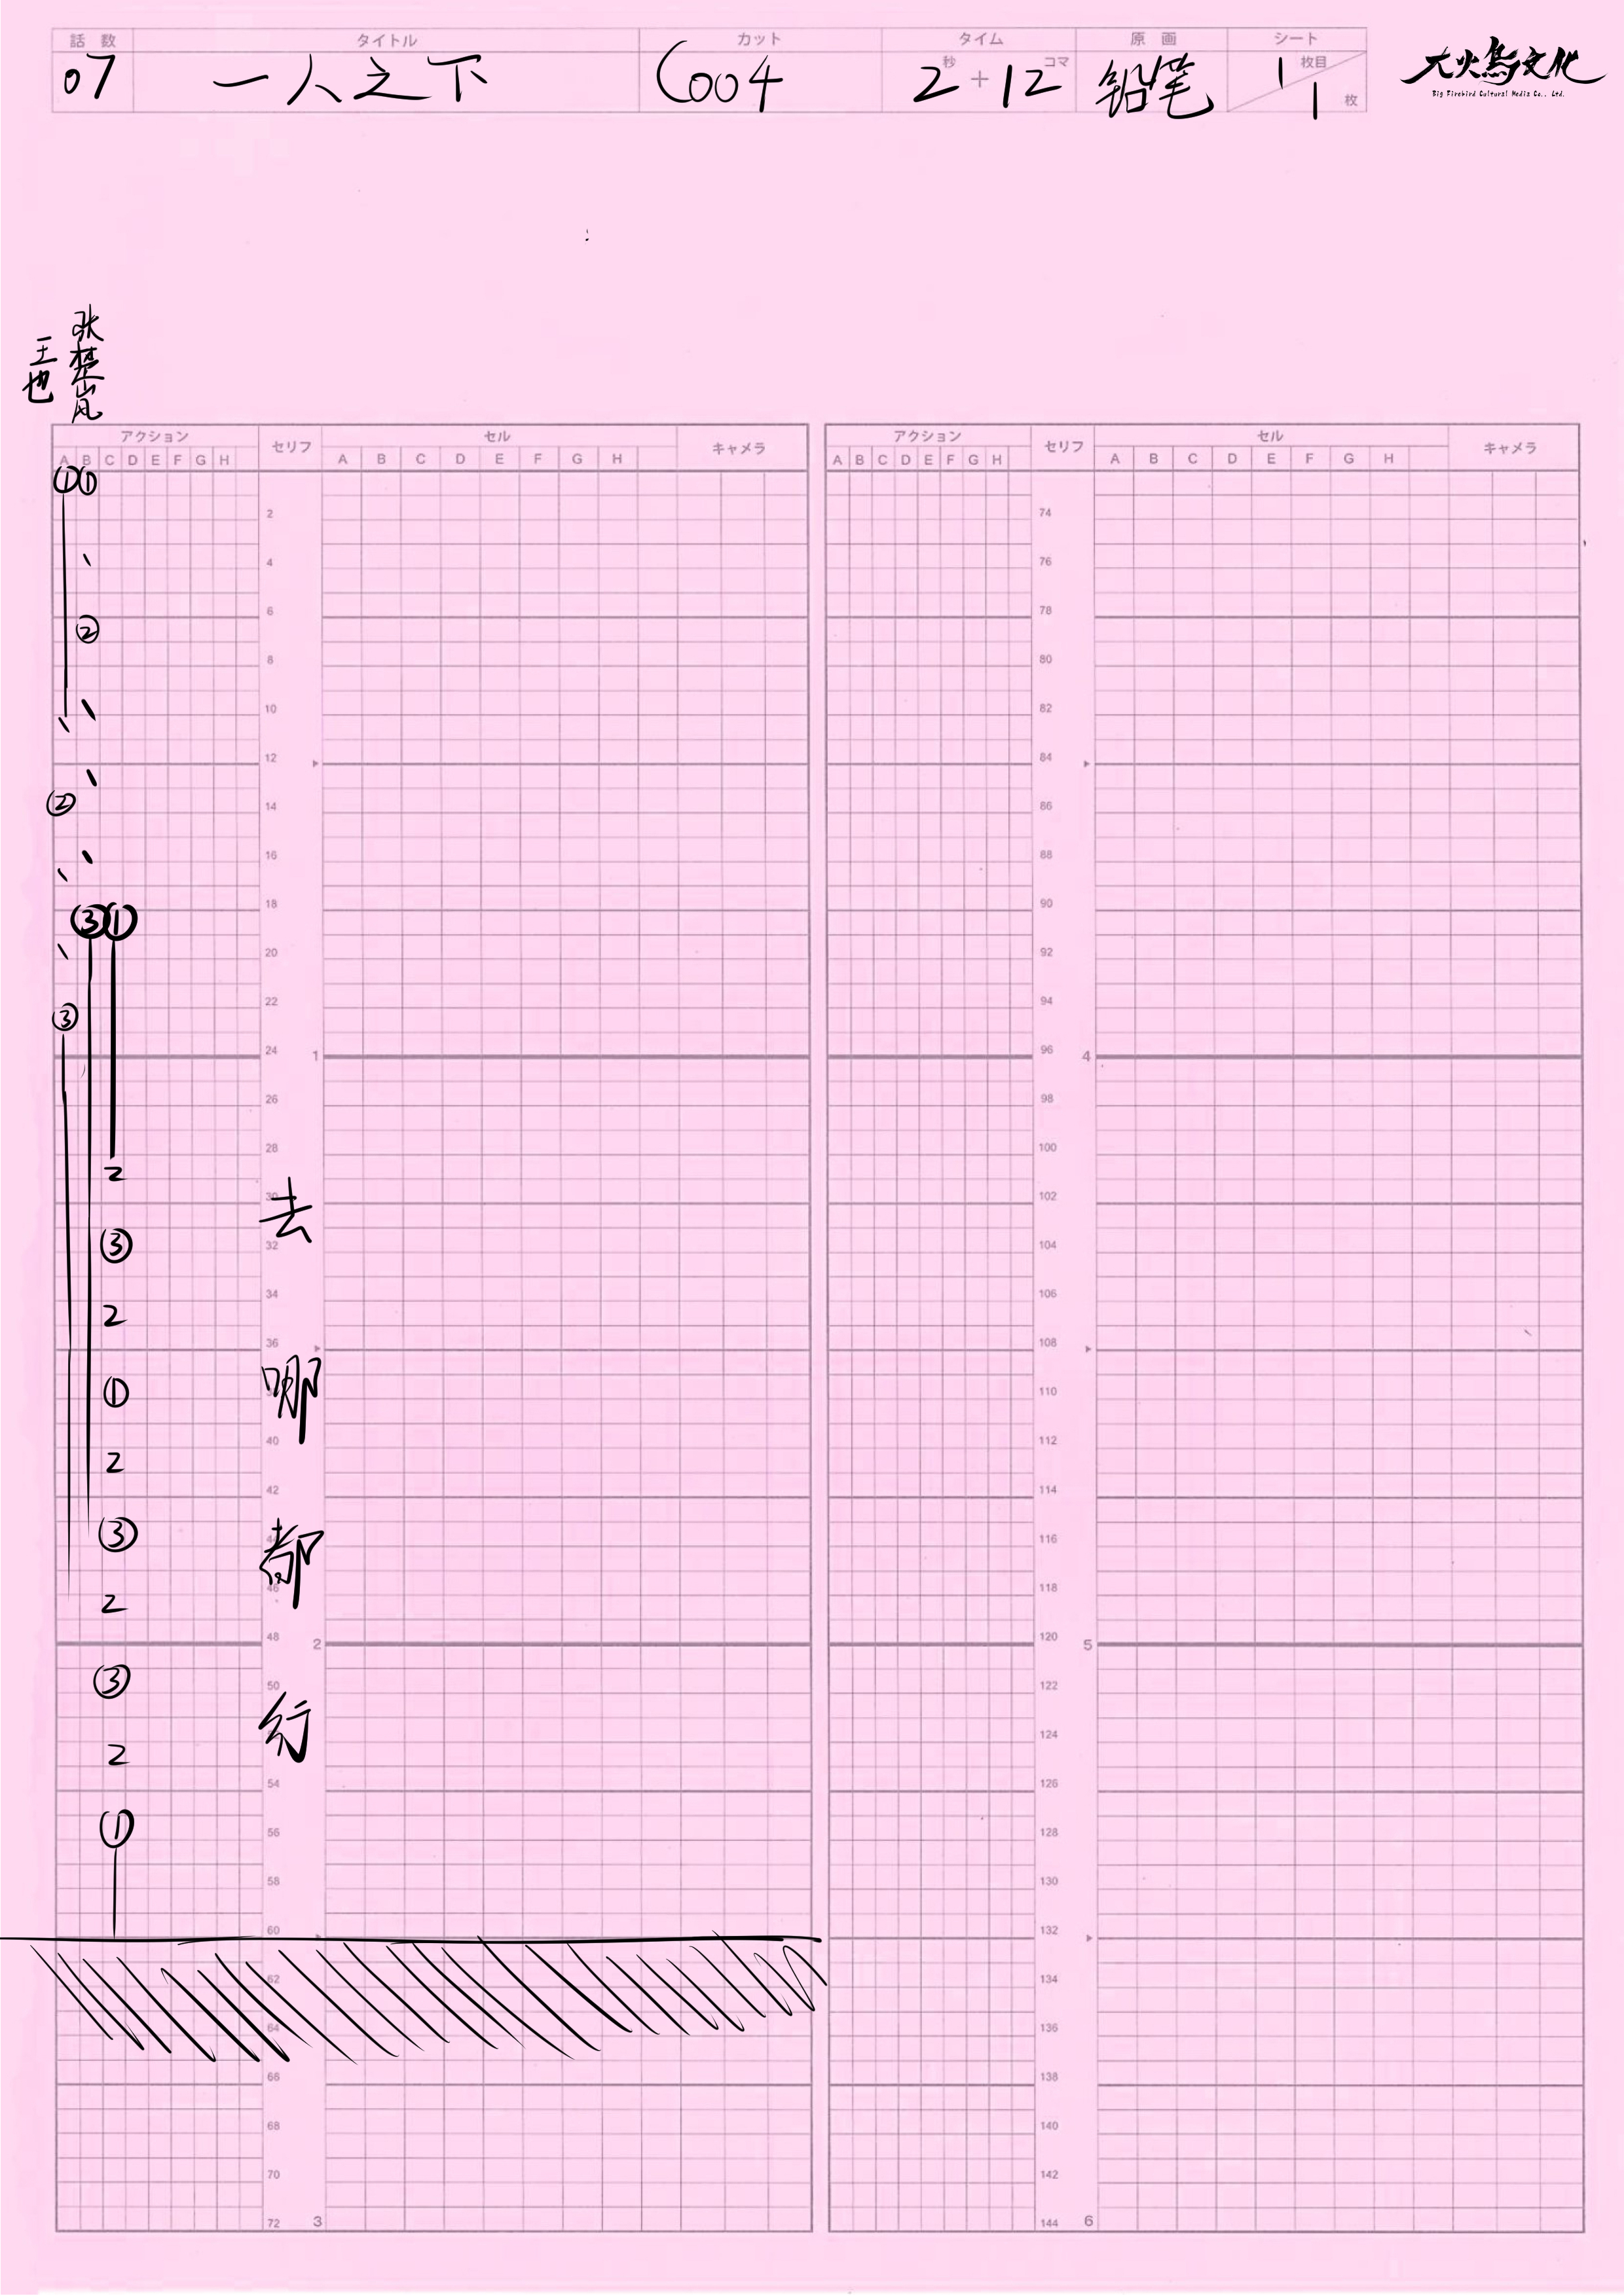 話 数 タイトル カット タイム 原 画 シート
07 一人之下 C004 2秒+12コマ 铅笔 1枚目 1枚
大火鸟文化
Big Firebird Cultural Media Co., Ltd.
王也
张楚岚
アクション セリフ セル キャメラ アクション セリフ セル キャメラ
A B C D E F G H A B C D E F G H A B C D E F G H A B C D E F G H
① ①
2 74
4 76
② 6 78
8 80
10 82
12 84
② 14 86
16 88
③ ① 18 90
20 92
③ 22 94
24 1 96 4
26 98
28 100
2
去 30 102
③ 32 104
2 34 106
36 108
① 哪 110
2 40 112
42 114
③ 都 44 116
2 46 118
48 2 120 5
③ 50 122
行 124
2 54 126
① 56 128
58 130
60 132
62 134
64 136
66 138
68 140
70 142
72 3 144 6